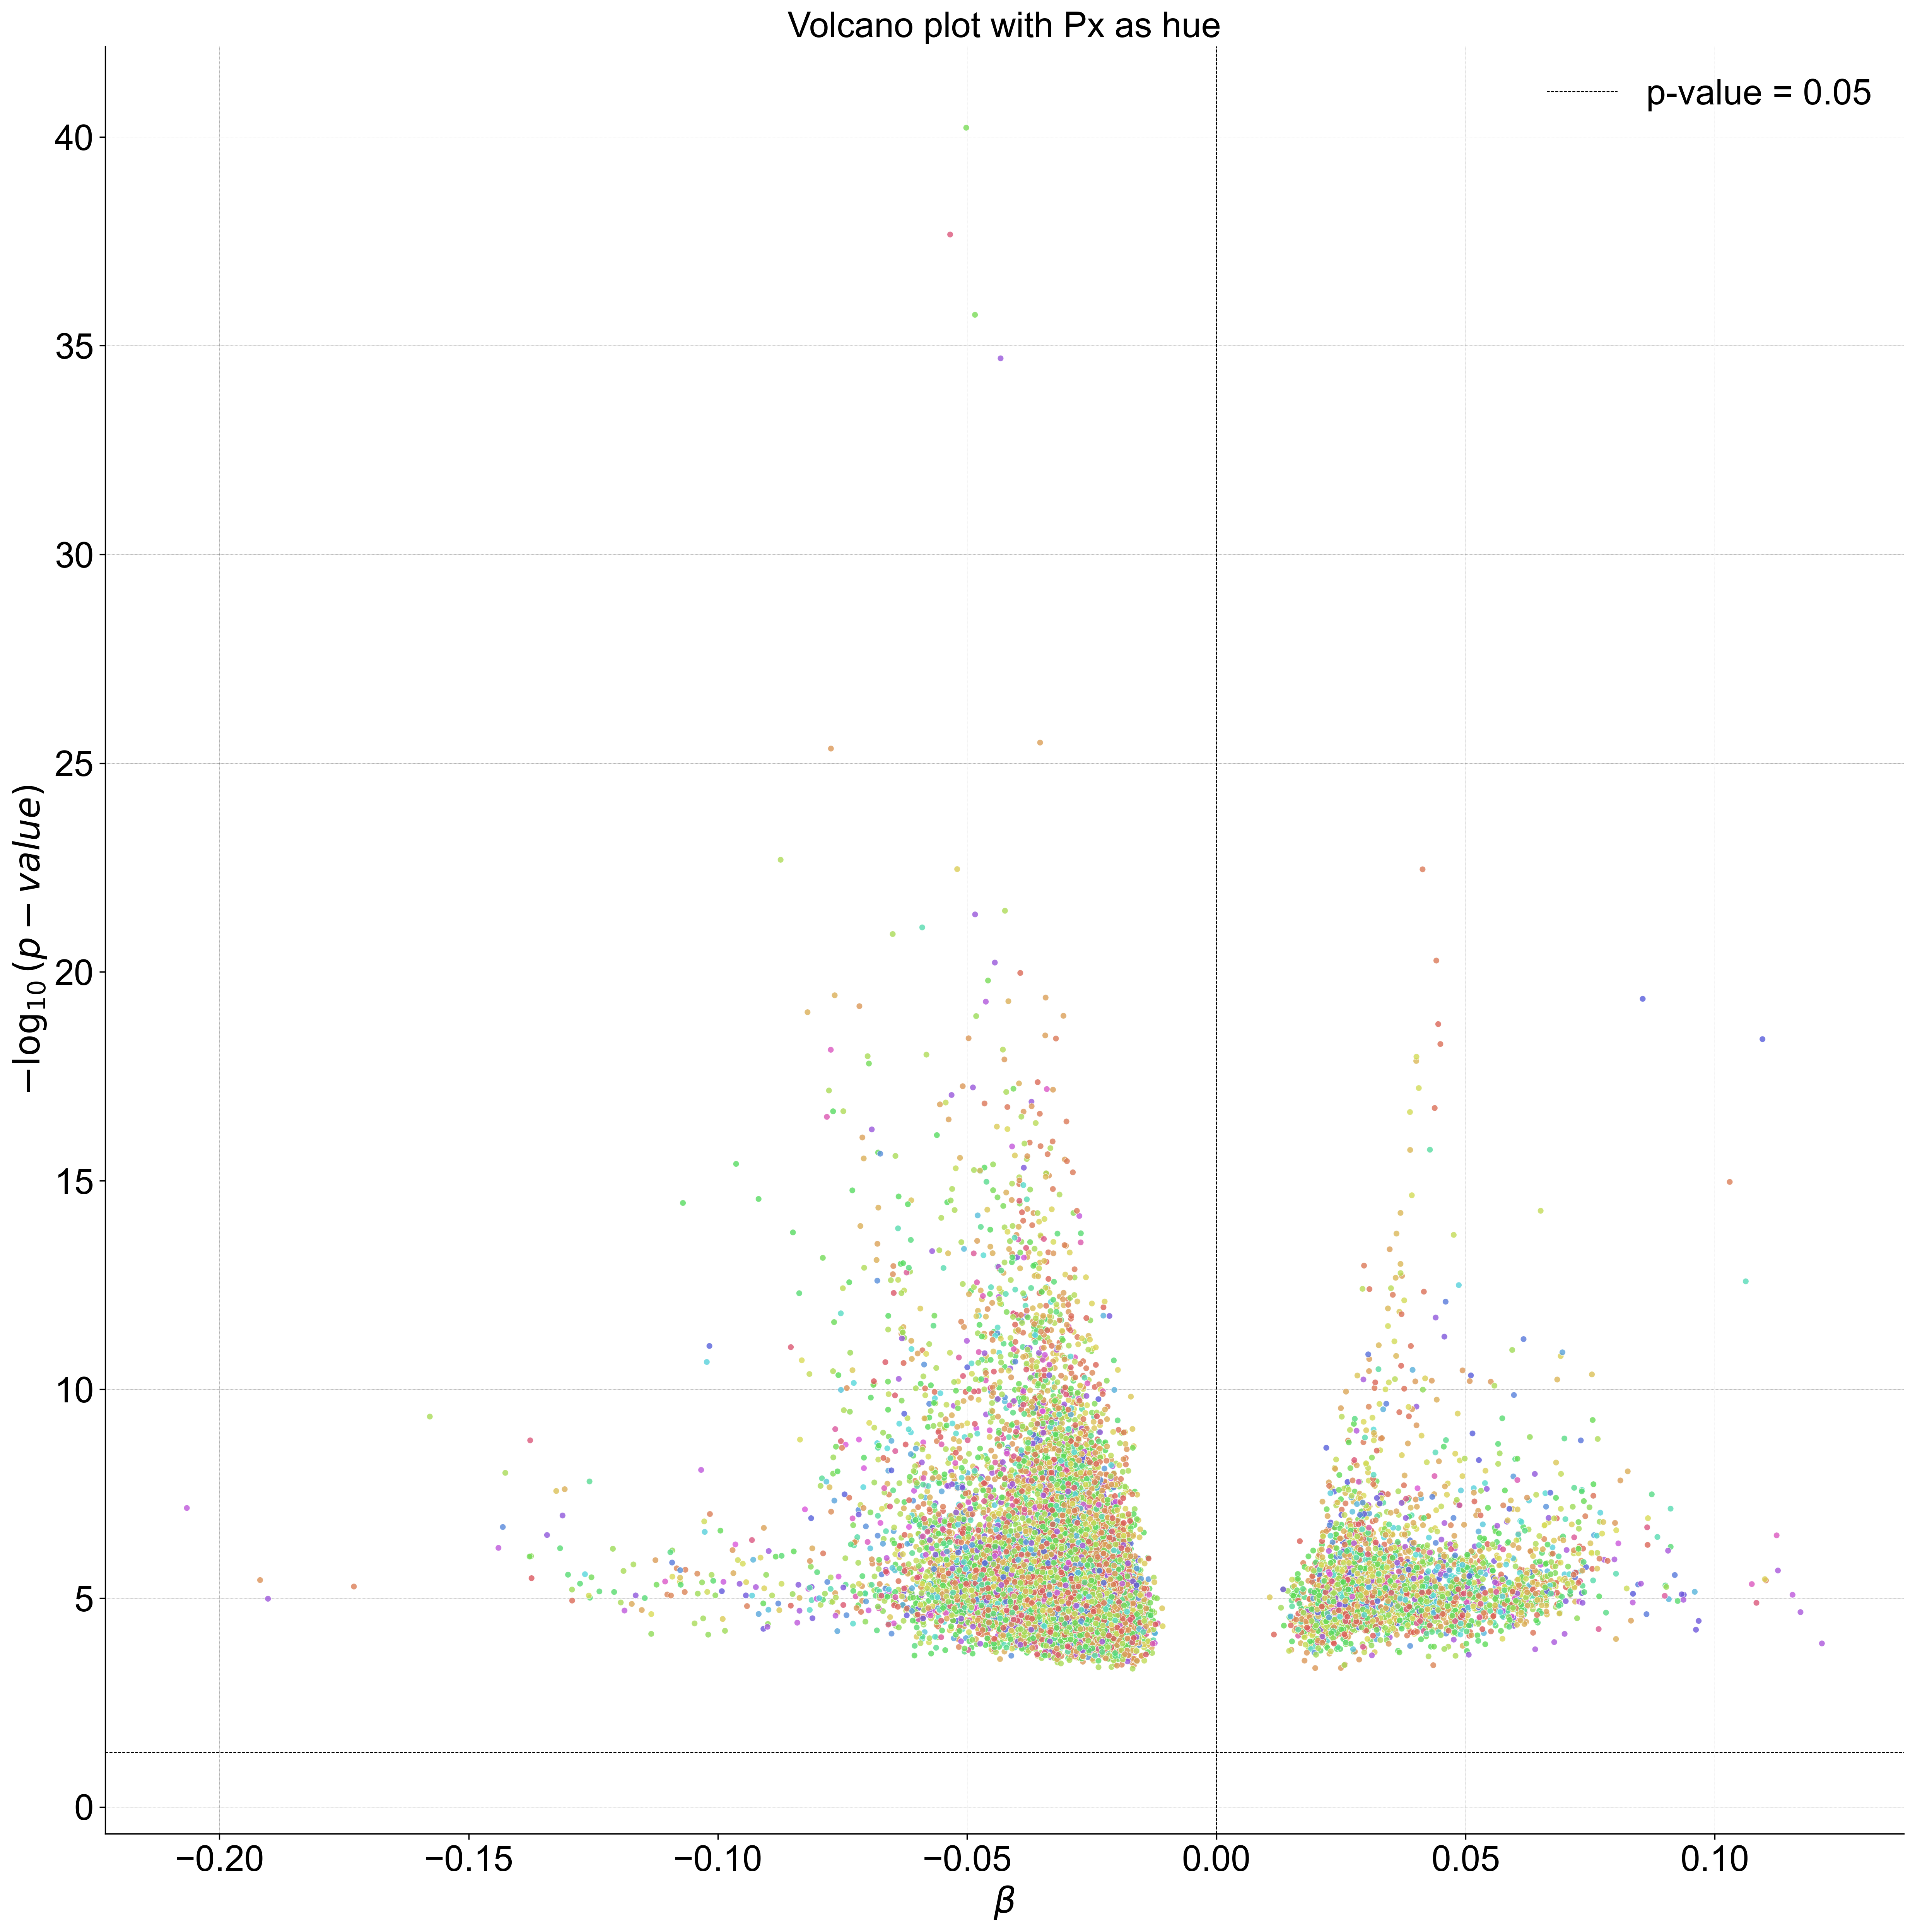 Volcano plot with Px as hue
p-value = 0.05
40
35
30
25
20
15
10
5
0
−log₁₀(p − value)
−0.20 −0.15 −0.10 −0.05 0.00 0.05 0.10
β